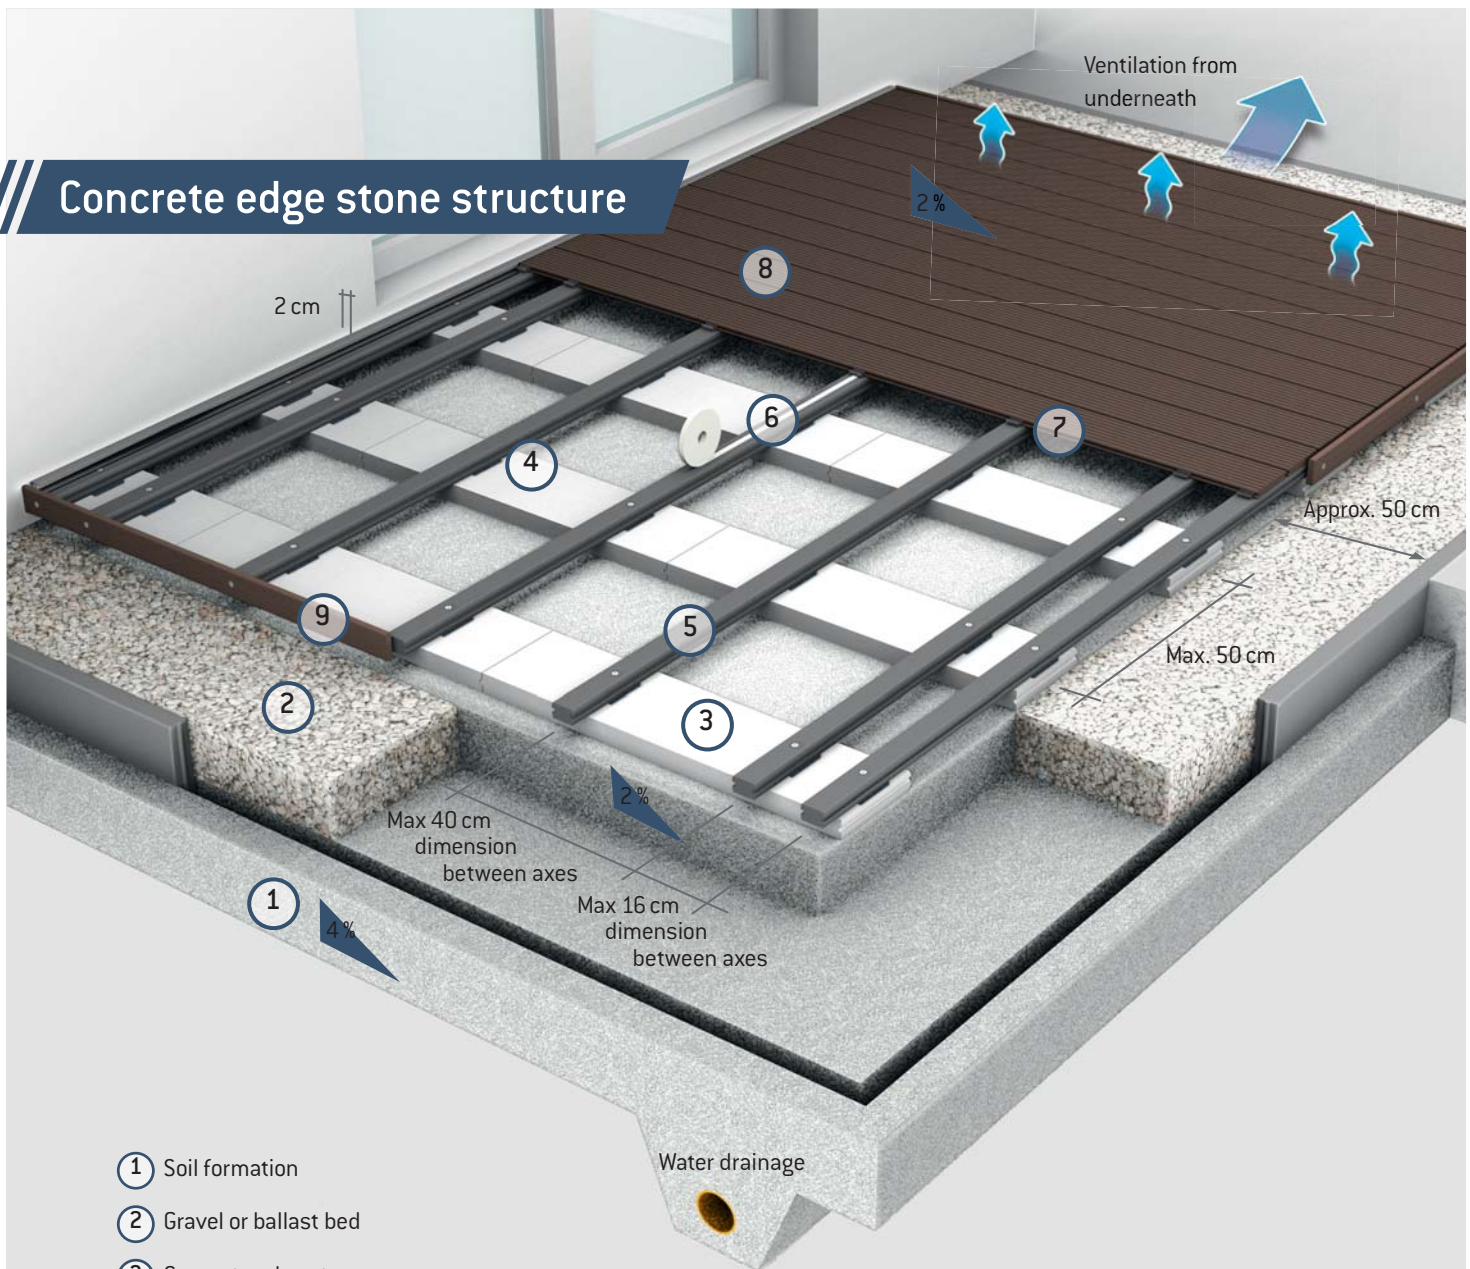 Ventilation from
underneath
Concrete edge stone structure
2 %
8
2 cm
6
7
4
Approx. 50 cm
9
5
Max. 50 cm
2
3
2 %
Max 40 cm
dimension
between axes
1
4 %
Max 16 cm
dimension
between axes
Water drainage
1 Soil formation
2 Gravel or ballast bed
3